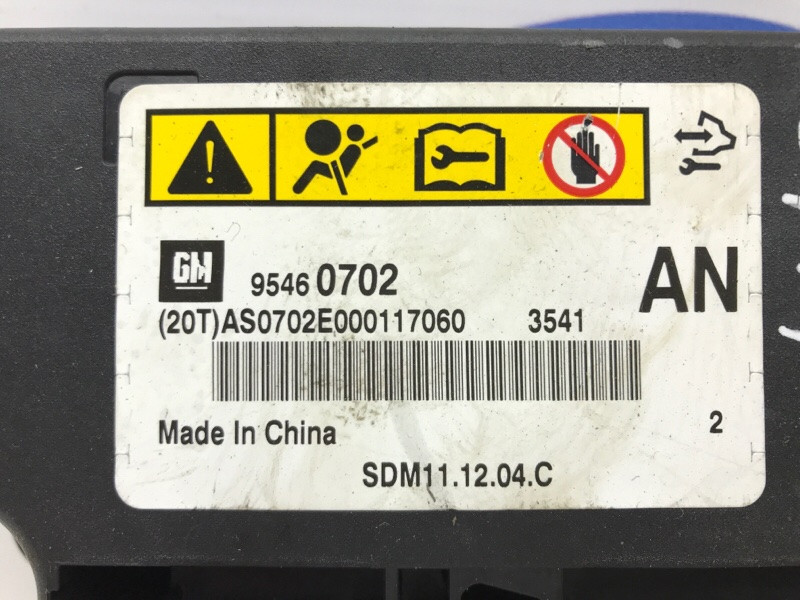 GM 9546 0702 AN
(20T)AS0702E000117060 3541
Made In China 2
SDM11.12.04.C